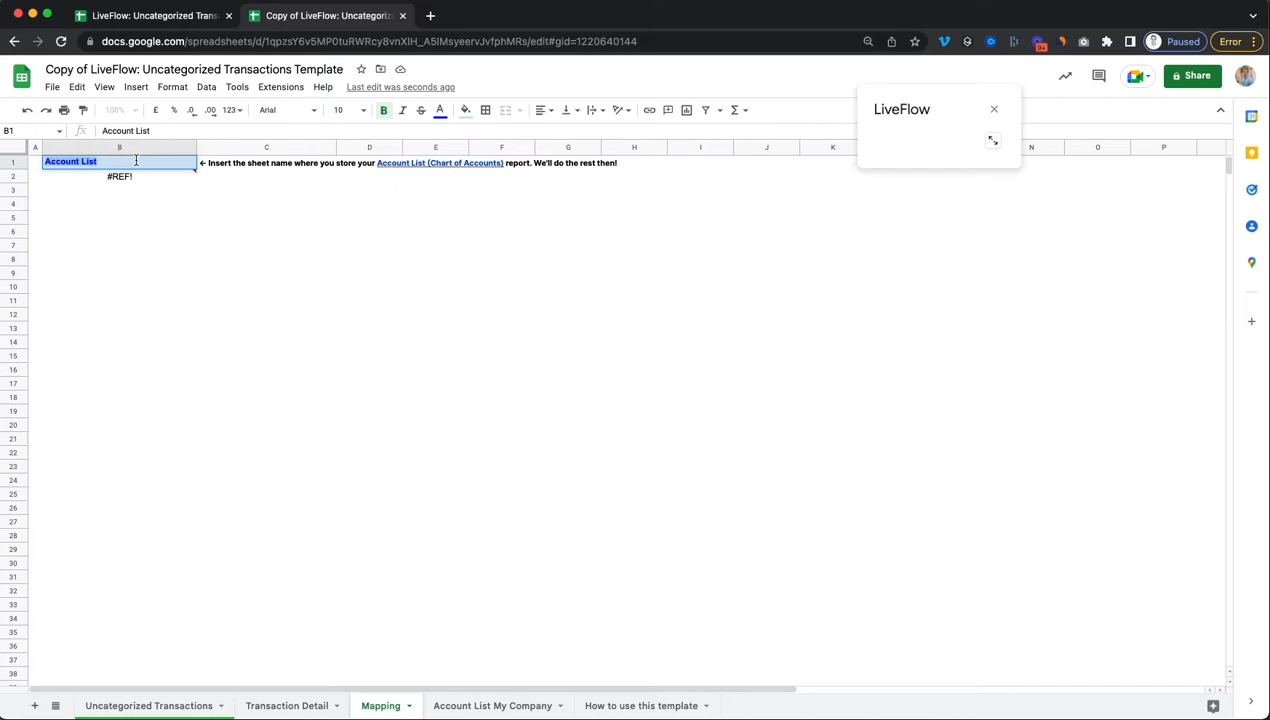 LiveFlow: Uncategorized Trans
Copy of LiveFlow: Uncategoriz
docs.google.com/spreadsheets/d/1qpzsY6v5MP0tuRWRcy8vnXIH_A5IMsyeervJvfphMRs/edit#gid=1220640144
9+
Paused
Error
Copy of LiveFlow: Uncategorized Transactions Template
File Edit View Insert Format Data Tools Extensions Help Last edit was seconds ago
Share
100% £ % .0 .00 123 Arial 10 B I S A
LiveFlow
B1 fx Account List
A B C D E F G H I J K N O P
1 Account List ← Insert the sheet name where you store your Account List (Chart of Accounts) report. We'll do the rest then!
2 #REF!
3
4
5
6
7
8
9
10
11
12
13
14
15
16
17
18
19
20
21
22
23
24
25
26
27
28
29
30
31
32
33
34
35
36
37
38
Uncategorized Transactions Transaction Detail Mapping Account List My Company How to use this template